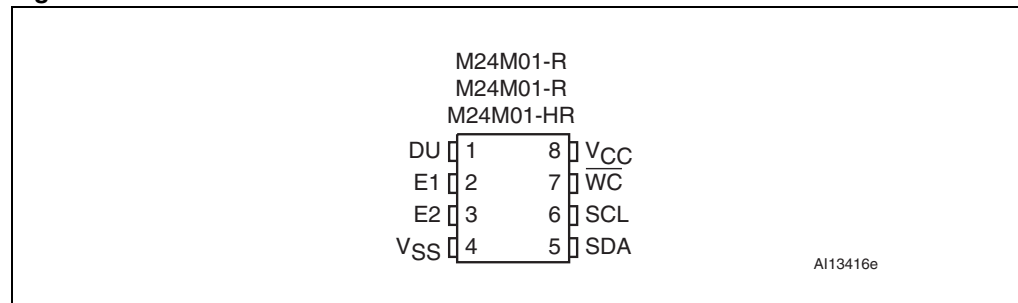 M24M01-R
M24M01-R
M24M01-HR
DU 1 8 VCC
E1 2 7 W̅C̅
E2 3 6 SCL
VSS 4 5 SDA
AI13416e